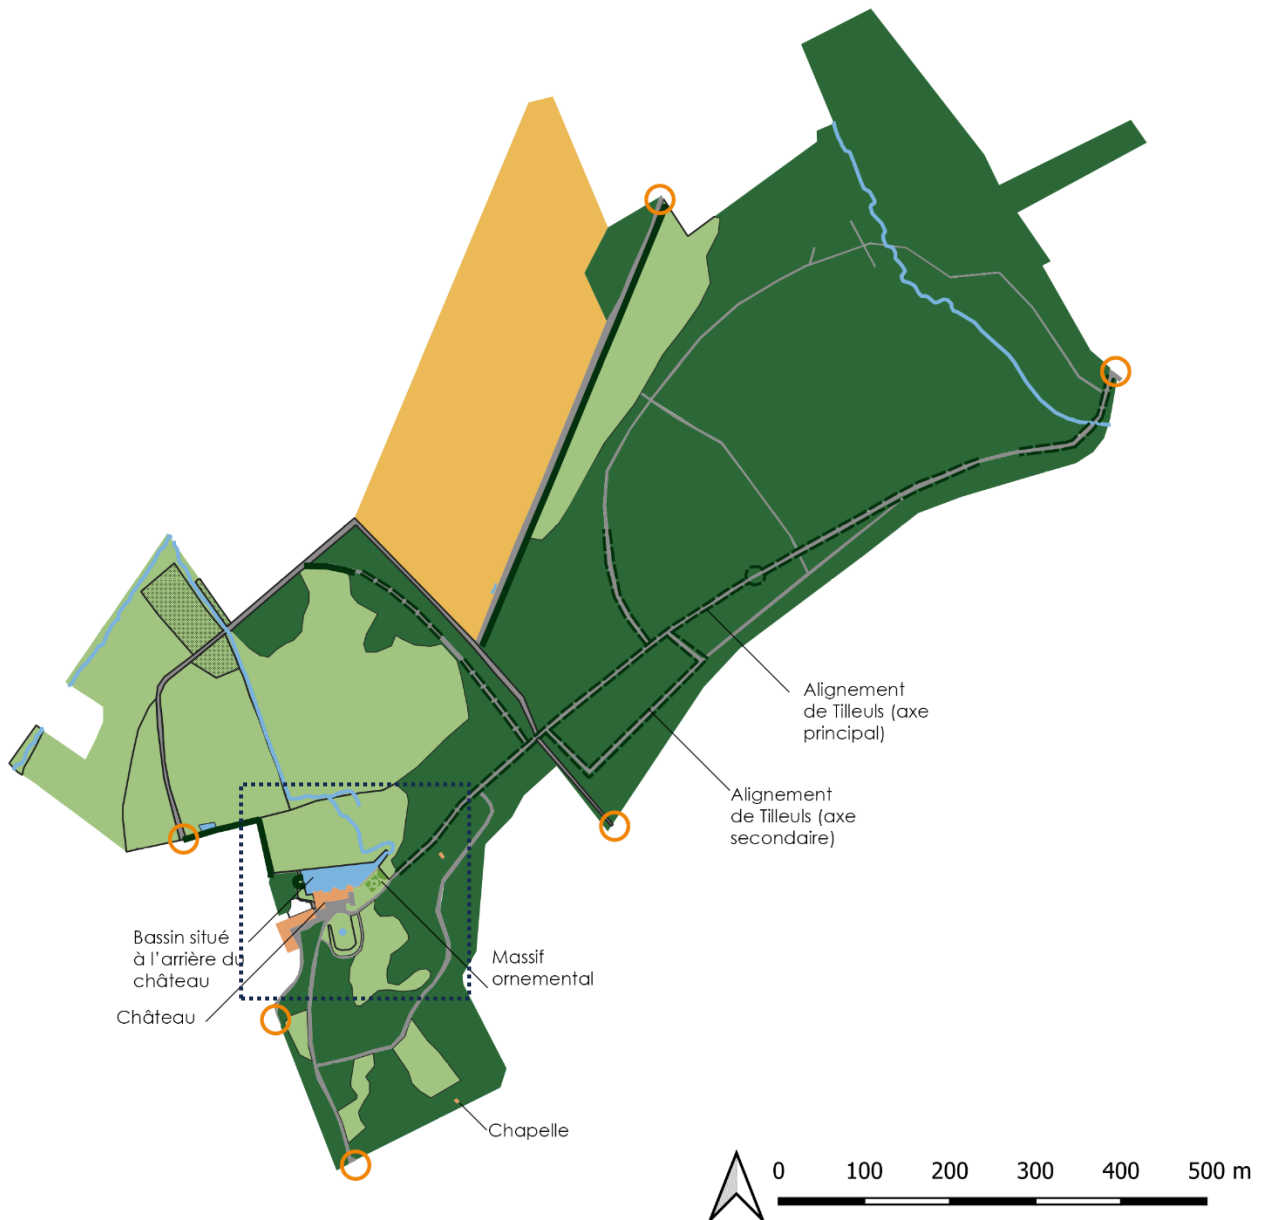 Alignement
de Tilleuls (axe
principal)
Alignement
de Tilleuls (axe
secondaire)
Bassin situé
à l'arrière du
château
Massif
ornemental
Château
Chapelle
0 100 200 300 400 500 m